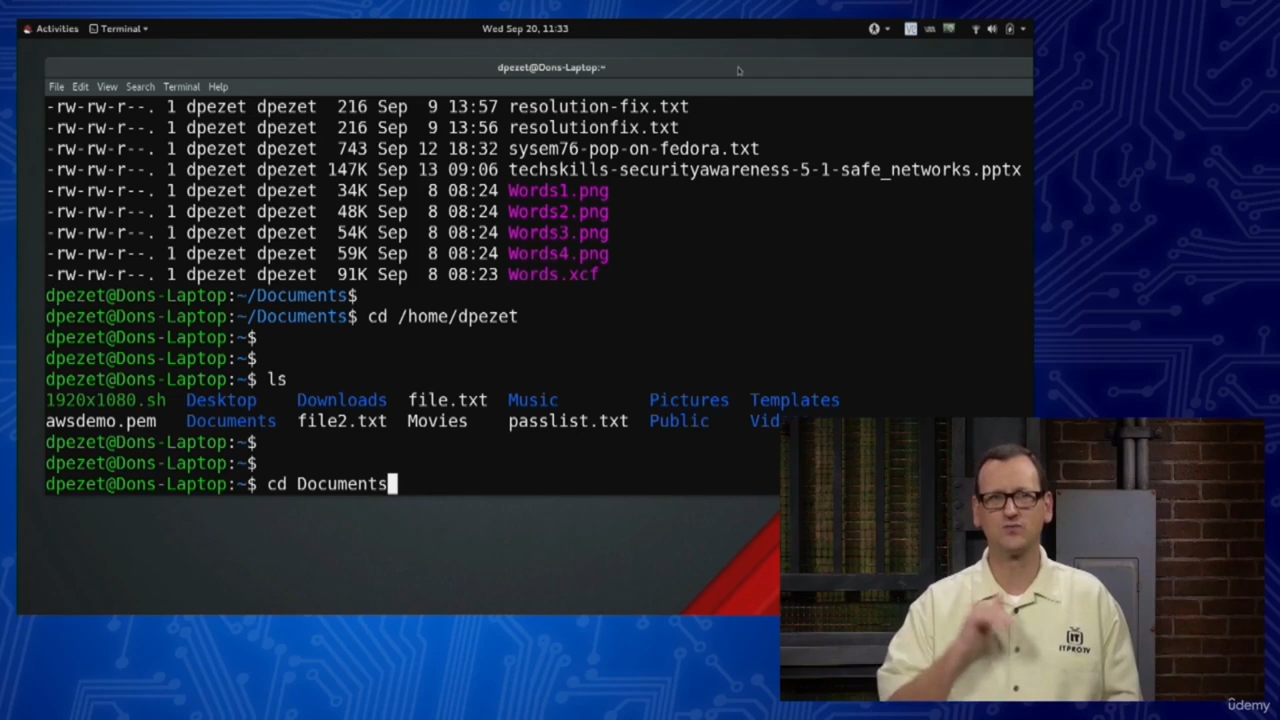 Activities Terminal Wed Sep 20, 11:33
dpezet@Dons-Laptop:~
File Edit View Search Terminal Help
-rw-rw-r--. 1 dpezet dpezet 216 Sep 9 13:57 resolution-fix.txt
-rw-rw-r--. 1 dpezet dpezet 216 Sep 9 13:56 resolutionfix.txt
-rw-rw-r--. 1 dpezet dpezet 743 Sep 12 18:32 sysem76-pop-on-fedora.txt
-rw-rw-r--. 1 dpezet dpezet 147K Sep 13 09:06 techskills-securityawareness-5-1-safe_networks.pptx
-rw-rw-r--. 1 dpezet dpezet 34K Sep 8 08:24 Words1.png
-rw-rw-r--. 1 dpezet dpezet 48K Sep 8 08:24 Words2.png
-rw-rw-r--. 1 dpezet dpezet 54K Sep 8 08:24 Words3.png
-rw-rw-r--. 1 dpezet dpezet 59K Sep 8 08:24 Words4.png
-rw-rw-r--. 1 dpezet dpezet 91K Sep 8 08:23 Words.xcf
dpezet@Dons-Laptop:~/Documents$
dpezet@Dons-Laptop:~/Documents$ cd /home/dpezet
dpezet@Dons-Laptop:~$
dpezet@Dons-Laptop:~$
dpezet@Dons-Laptop:~$ ls
1920x1080.sh Desktop Downloads file.txt Music Pictures Templates
awsdemo.pem Documents file2.txt Movies passlist.txt Public Vid
dpezet@Dons-Laptop:~$
dpezet@Dons-Laptop:~$
dpezet@Dons-Laptop:~$ cd Documents
IT
ITPROTV
ûdemy